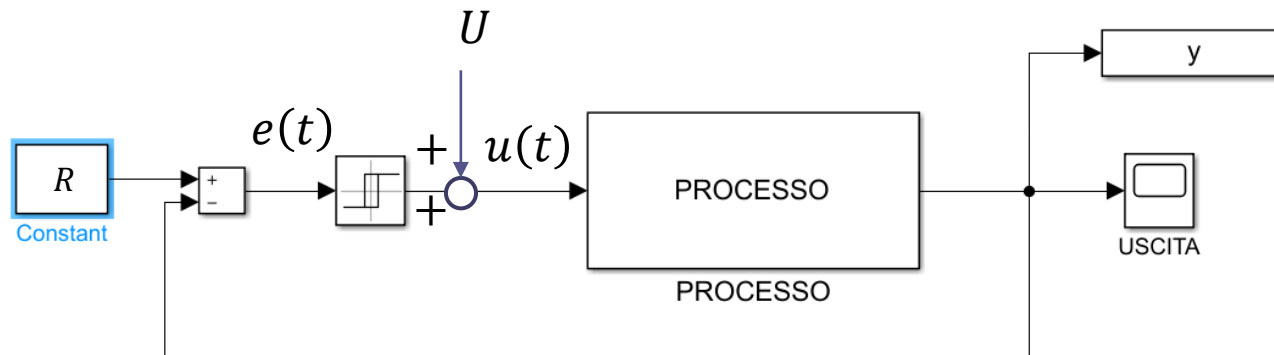 U
y
e(t)
+
u(t)
R
+
−
+
PROCESSO
Constant
PROCESSO
USCITA